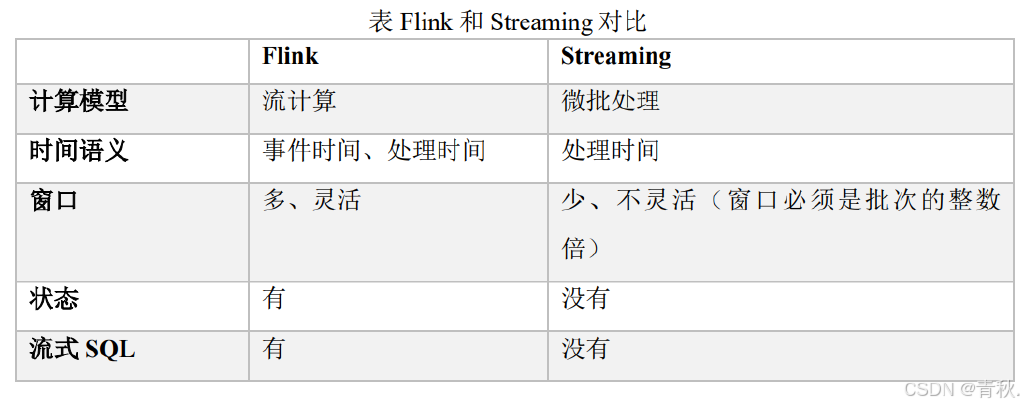 表 Flink 和 Streaming 对比
Flink Streaming
计算模型 流计算 微批处理
时间语义 事件时间、处理时间 处理时间
窗口 多、灵活 少、不灵活（窗口必须是批次的整数
倍）
状态 有 没有
流式 SQL 有 没有
CSDN @青秋.